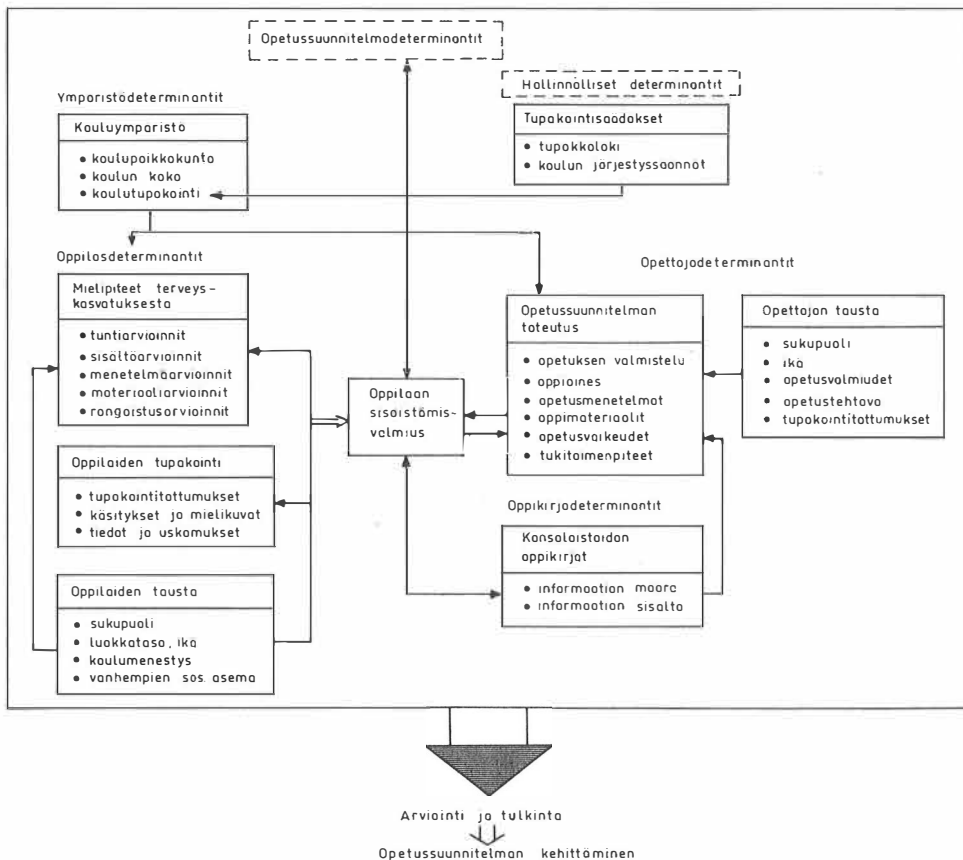 Opetussuunnitelmadeterminantit
Hallinnolliset determinantit
Ympäristödeterminantit
Kouluympäristö
• koulupaikkakunta
• koulun koko
• koulutupakointi
Tupakointisäädökset
• tupakkalaki
• koulun järjestyssäännöt
Oppilasdeterminantit
Mielipiteet terveys-
kasvatuksesta
• tuntiarvioinnit
• sisältöarvioinnit
• menetelmäarvioinnit
• materiaaliarvioinnit
• rangaistusarvioinnit
Oppilaiden tupakointi
• tupakointitottumukset
• käsitykset ja mielikuvat
• tiedot ja uskomukset
Oppilaiden tausta
• sukupuoli
• luokkataso, ikä
• koulumenestys
• vanhempien sos. asema
Oppilaan
sisäistämis-
valmius
Opettajadeterminantit
Opetussuunnitelman
toteutus
• opetuksen valmistelu
• oppiaines
• opetusmenetelmät
• oppimateriaalit
• opetusvaikeudet
• tukitoimenpiteet
Opettajan tausta
• sukupuoli
• ikä
• opetusvalmiudet
• opetustehtävä
• tupakointitottumukset
Oppikirjadeterminantit
Kansalaistaidon
oppikirjat
• informaation määrä
• informaation sisältö
Arviointi ja tulkinta
Opetussuunnitelman kehittäminen